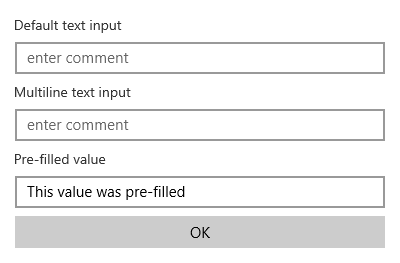 Default text input
enter comment
Multiline text input
enter comment
Pre-filled value
This value was pre-filled
OK